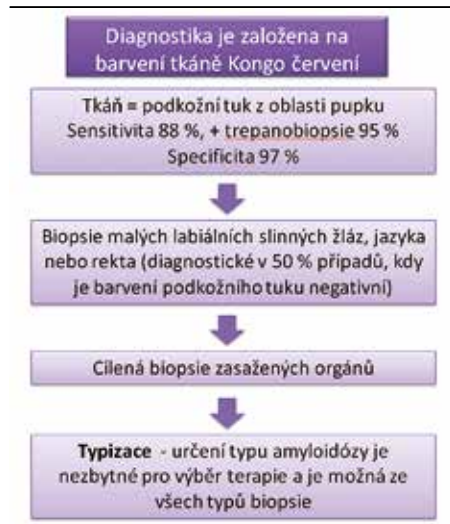 Diagnostika je založena na
barvení tkáně Kongo červení
Tkáň = podkožní tuk z oblasti pupku
Sensitivita 88 %, + trepanobiopsie 95 %
Specificita 97 %
Biopsie malých labiálních slinných žláz, jazyka
nebo rekta (diagnostické v 50 % případů, kdy
je barvení podkožního tuku negativní)
Cílená biopsie zasažených orgánů
Typizace - určení typu amyloidózy je
nezbytné pro výběr terapie a je možná ze
všech typů biopsie